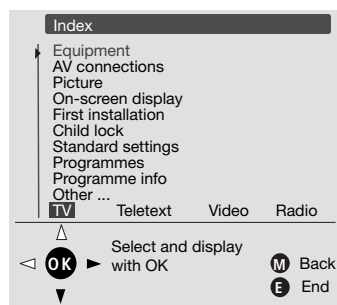 Index
Equipment
AV connections
Picture
On-screen display
First installation
Child lock
Standard settings
Programmes
Programme info
Other ...
TV Teletext Video Radio
Select and display
OK with OK
M Back
E End